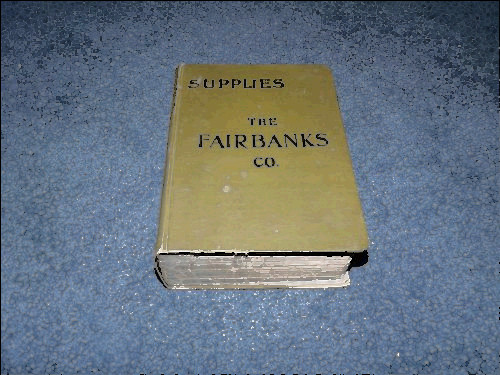 SUPPLIES
THE
FAIRBANKS
CO.